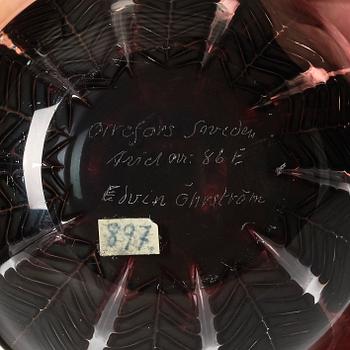 Orrefors Sweden.
Ariel nr: 86 E
Edvin Öhrström
897